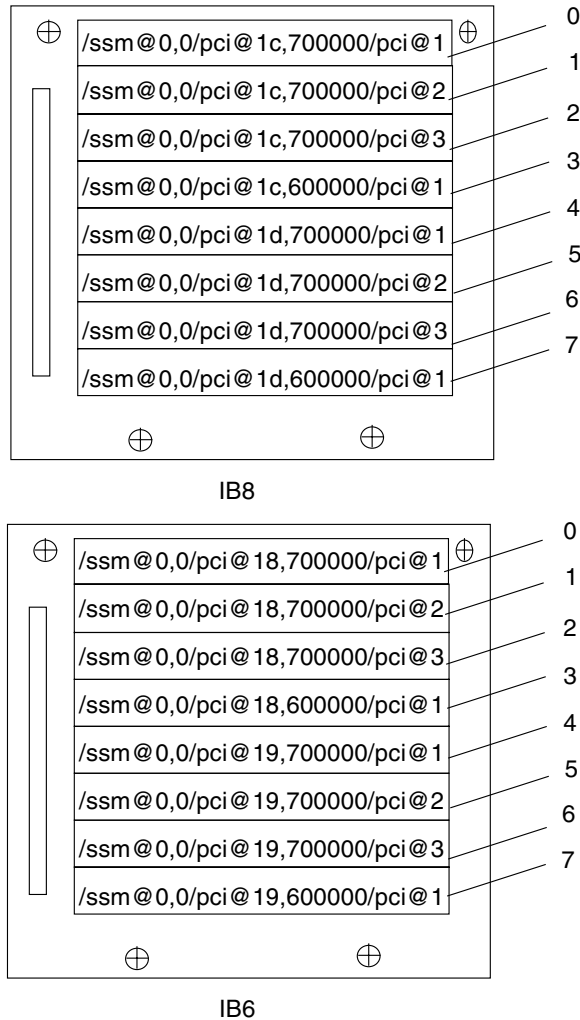 /ssm@0,0/pci@1c,700000/pci@1 0
/ssm@0,0/pci@1c,700000/pci@2 1
/ssm@0,0/pci@1c,700000/pci@3 2
/ssm@0,0/pci@1c,600000/pci@1 3
/ssm@0,0/pci@1d,700000/pci@1 4
/ssm@0,0/pci@1d,700000/pci@2 5
/ssm@0,0/pci@1d,700000/pci@3 6
/ssm@0,0/pci@1d,600000/pci@1 7
IB8
/ssm@0,0/pci@18,700000/pci@1 0
/ssm@0,0/pci@18,700000/pci@2 1
/ssm@0,0/pci@18,700000/pci@3 2
/ssm@0,0/pci@18,600000/pci@1 3
/ssm@0,0/pci@19,700000/pci@1 4
/ssm@0,0/pci@19,700000/pci@2 5
/ssm@0,0/pci@19,700000/pci@3 6
/ssm@0,0/pci@19,600000/pci@1 7
IB6